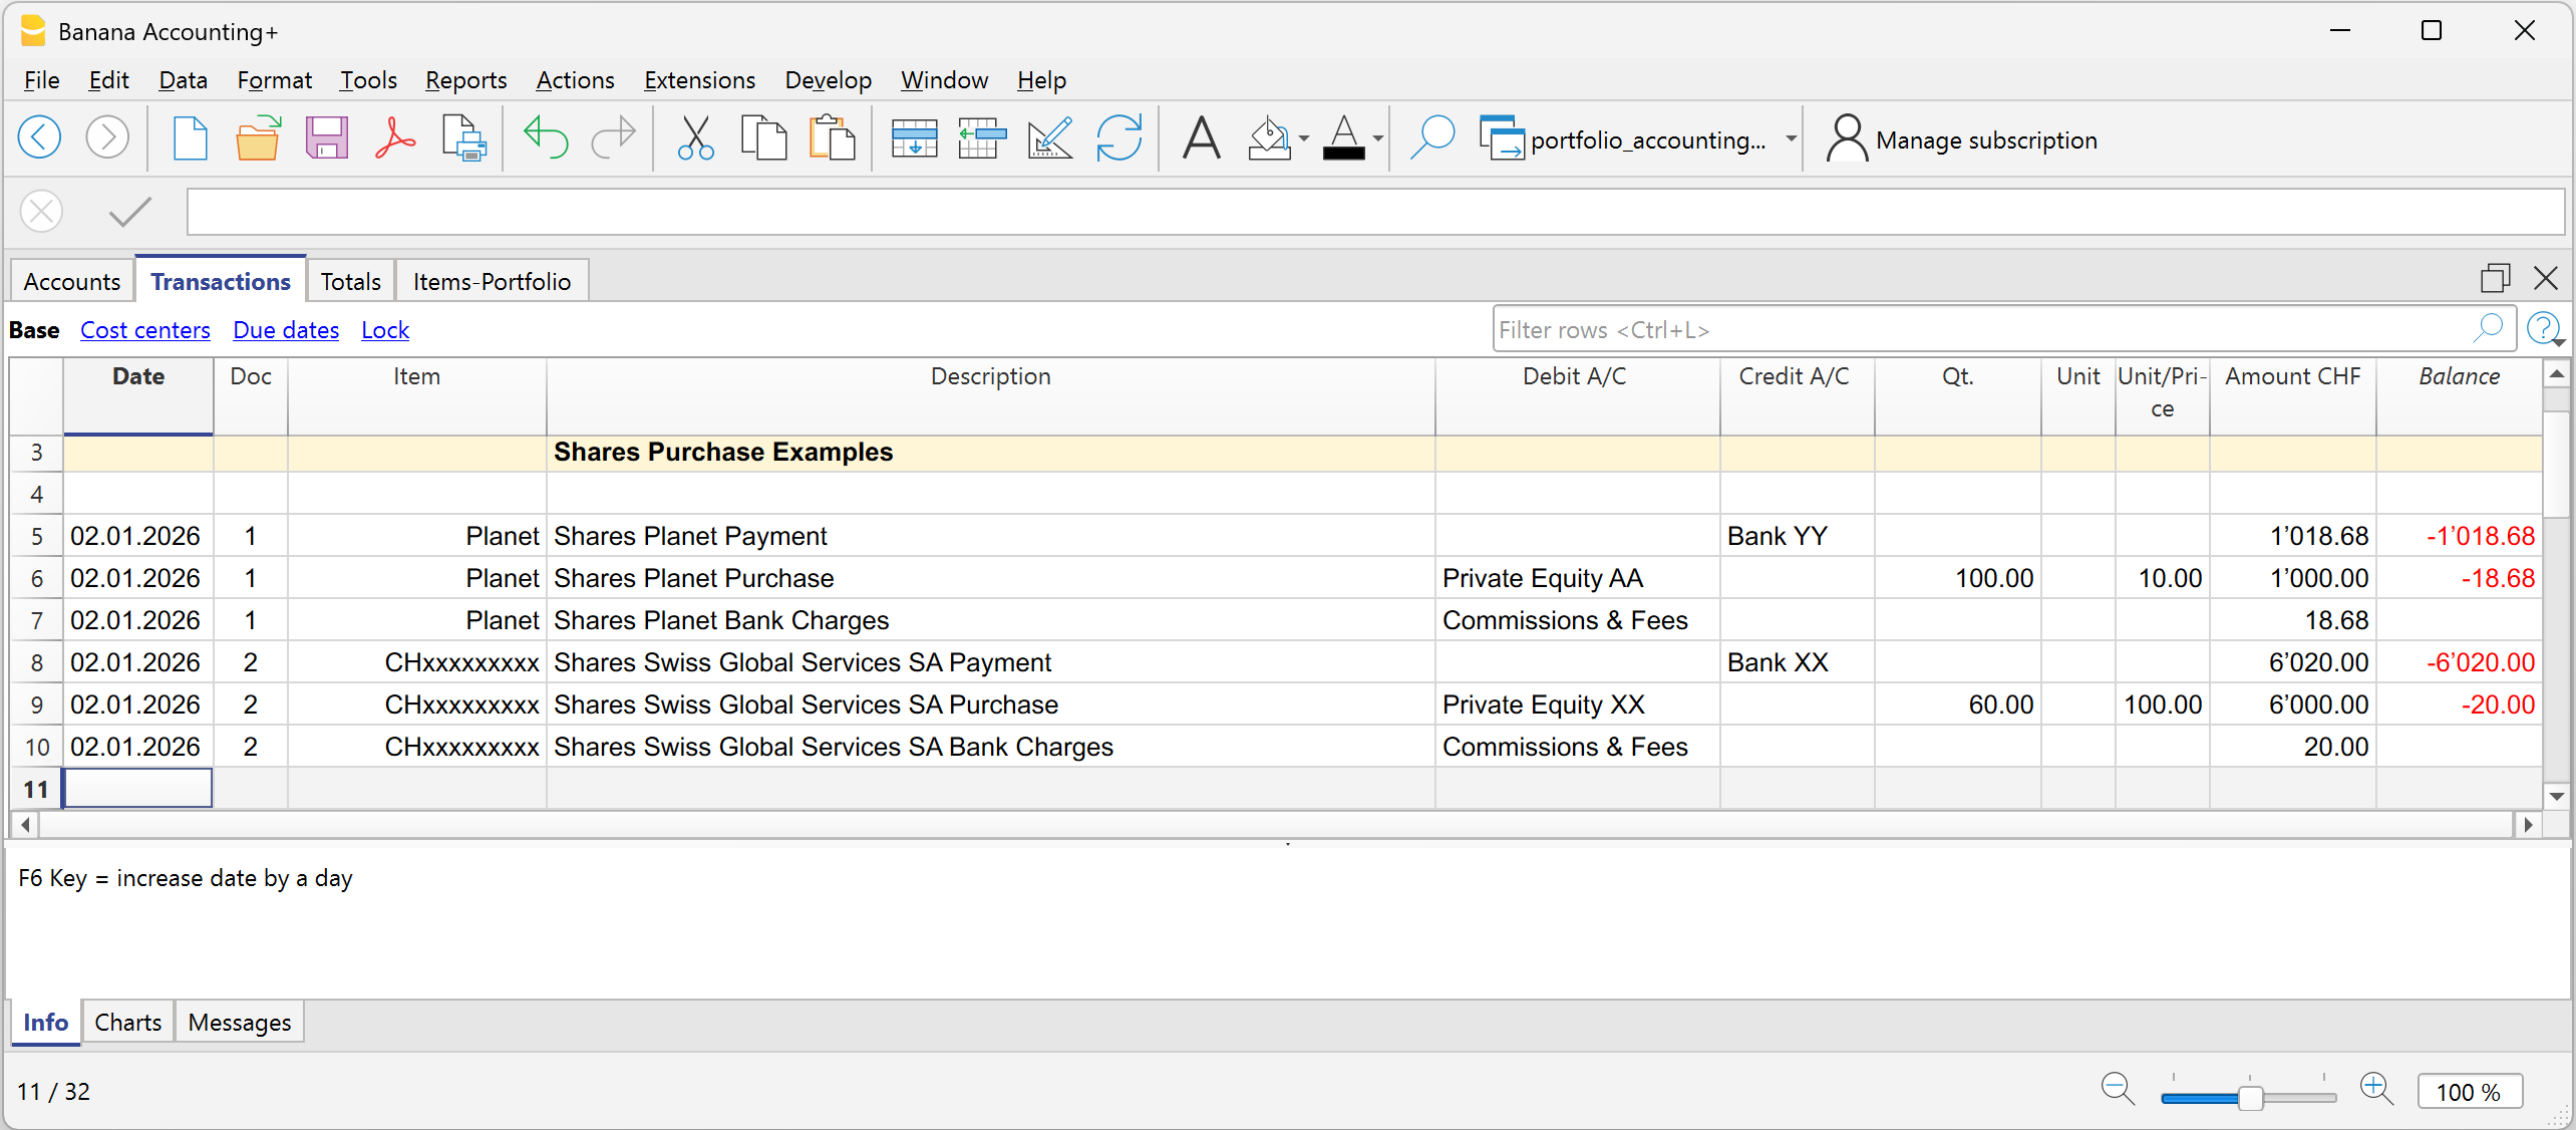 Banana Accounting+
File Edit Data Format Tools Reports Actions Extensions Develop Window Help
portfolio_accounting... Manage subscription
Accounts Transactions Totals Items-Portfolio
Base Cost centers Due dates Lock Filter rows <Ctrl+L>
Date Doc Item Description Debit A/C Credit A/C Qt. Unit Unit/Pri-ce Amount CHF Balance
3 Shares Purchase Examples
4
5 02.01.2026 1 Planet Shares Planet Payment Bank YY 1’018.68 -1’018.68
6 02.01.2026 1 Planet Shares Planet Purchase Private Equity AA 100.00 10.00 1’000.00 -18.68
7 02.01.2026 1 Planet Shares Planet Bank Charges Commissions & Fees 18.68
8 02.01.2026 2 CHxxxxxxxxx Shares Swiss Global Services SA Payment Bank XX 6’020.00 -6’020.00
9 02.01.2026 2 CHxxxxxxxxx Shares Swiss Global Services SA Purchase Private Equity XX 60.00 100.00 6’000.00 -20.00
10 02.01.2026 2 CHxxxxxxxxx Shares Swiss Global Services SA Bank Charges Commissions & Fees 20.00
11
F6 Key = increase date by a day
Info Charts Messages
11 / 32 100 %